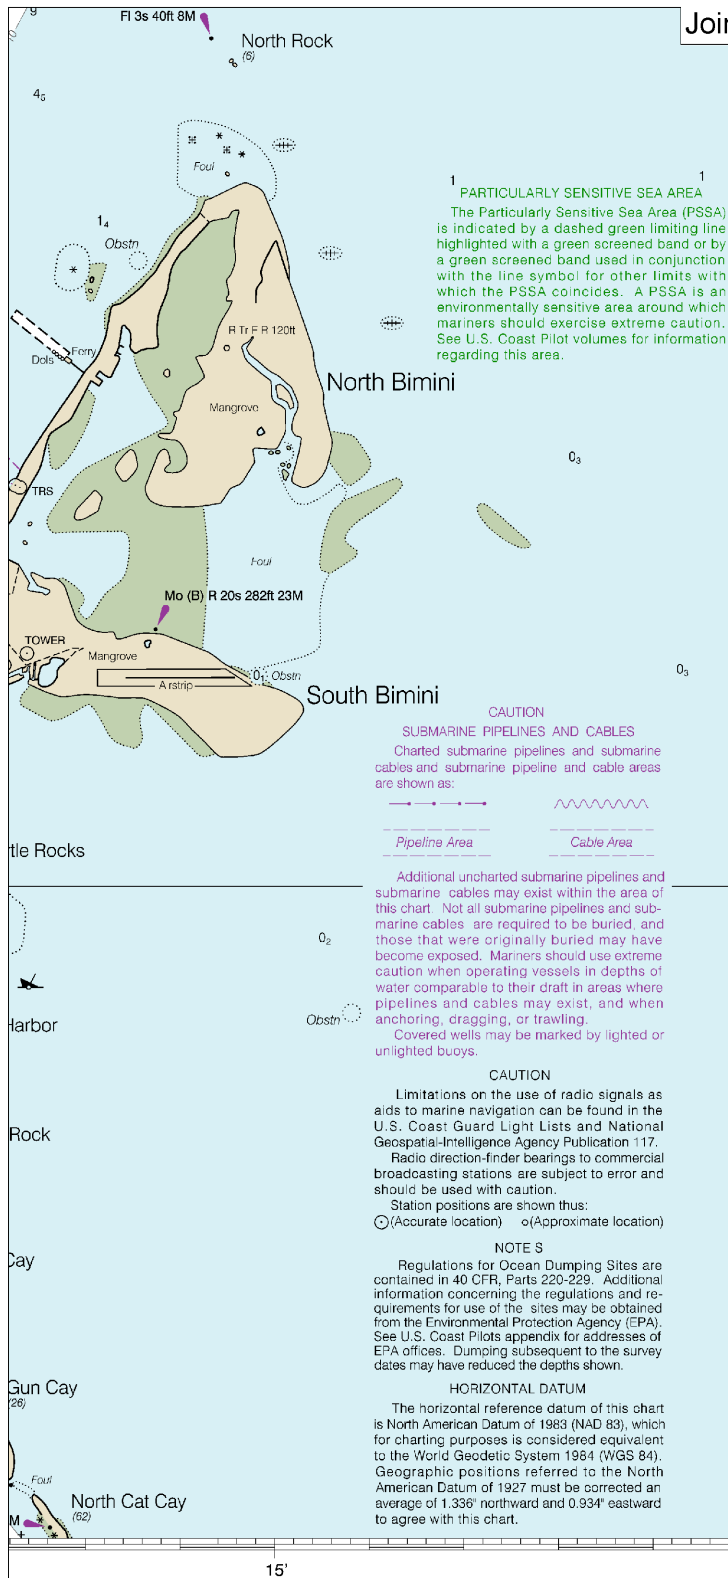 9
Fl 3s 40ft 8M
Join
North Rock
(6)
4₅
Foul
1
1
PARTICULARLY SENSITIVE SEA AREA
The Particularly Sensitive Sea Area (PSSA)
is indicated by a dashed green limiting line
highlighted with a green screened band or by
a green screened band used in conjunction
with the line symbol for other limits with
which the PSSA coincides. A PSSA is an
environmentally sensitive area around which
mariners should exercise extreme caution.
See U.S. Coast Pilot volumes for information
regarding this area.
1₄
Obstn
R Tr F R 120ft
Ferry
Dols
North Bimini
Mangrove
0₃
TRS
Foul
Mo (B) R 20s 282ft 23M
TOWER
Mangrove
0₁
Obstn
A rstrip
0₃
South Bimini
CAUTION
SUBMARINE PIPELINES AND CABLES
Charted submarine pipelines and submarine
cables and submarine pipeline and cable areas
are shown as:
Pipeline Area
Cable Area
tle Rocks
Additional uncharted submarine pipelines and
submarine cables may exist within the area of
this chart. Not all submarine pipelines and sub-
marine cables are required to be buried, and
those that were originally buried may have
become exposed. Mariners should use extreme
caution when operating vessels in depths of
water comparable to their draft in areas where
pipelines and cables may exist, and when
anchoring, dragging, or trawling.
Covered wells may be marked by lighted or
unlighted buoys.
0₂
Obstn
Harbor
CAUTION
Limitations on the use of radio signals as
aids to marine navigation can be found in the
U.S. Coast Guard Light Lists and National
Geospatial-Intelligence Agency Publication 117.
Radio direction-finder bearings to commercial
broadcasting stations are subject to error and
should be used with caution.
Station positions are shown thus:
(Accurate location) (Approximate location)
Rock
NOTE S
Regulations for Ocean Dumping Sites are
contained in 40 CFR, Parts 220-229. Additional
information concerning the regulations and re-
quirements for use of the sites may be obtained
from the Environmental Protection Agency (EPA).
See U.S. Coast Pilots appendix for addresses of
EPA offices. Dumping subsequent to the survey
dates may have reduced the depths shown.
Cay
Gun Cay
(26)
HORIZONTAL DATUM
The horizontal reference datum of this chart
is North American Datum of 1983 (NAD 83), which
for charting purposes is considered equivalent
to the World Geodetic System 1984 (WGS 84).
Geographic positions referred to the North
American Datum of 1927 must be corrected an
average of 1.336" northward and 0.934" eastward
to agree with this chart.
Foul
North Cat Cay
(62)
M
15'